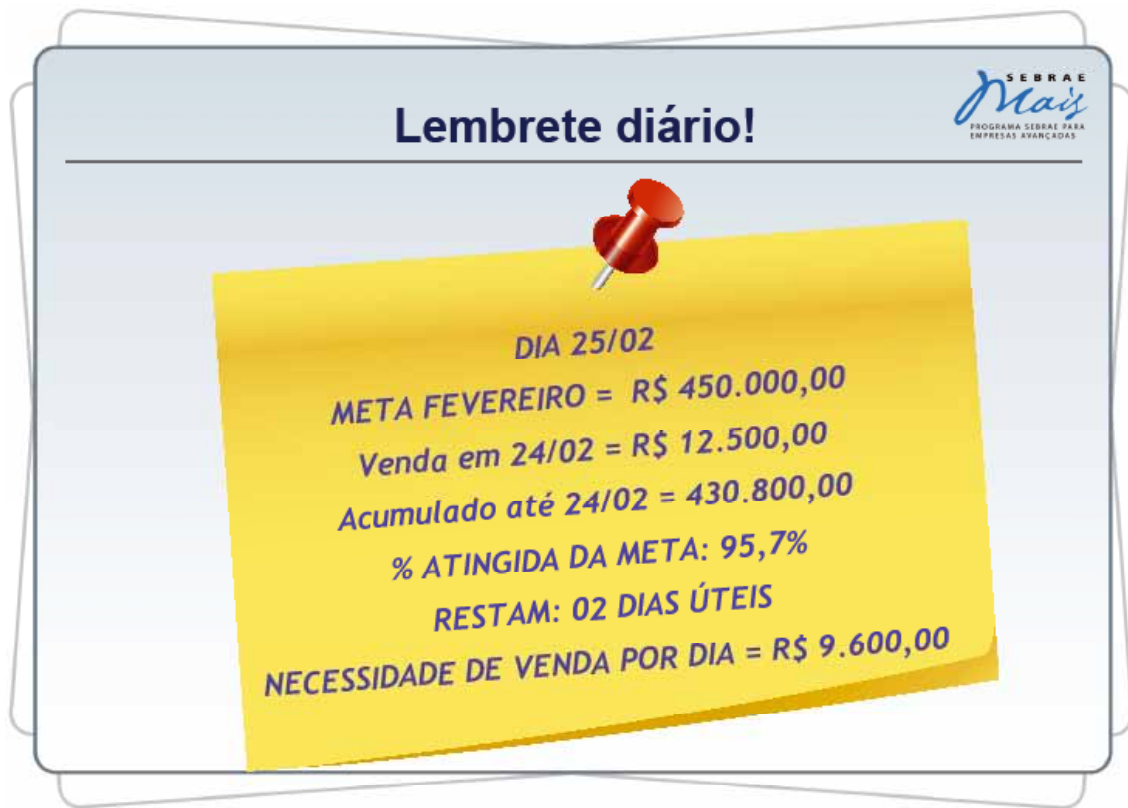 SEBRAE
Mais
PROGRAMA SEBRAE PARA
EMPRESAS AVANÇADAS
Lembrete diário!
DIA 25/02
META FEVEREIRO = R$ 450.000,00
Venda em 24/02 = R$ 12.500,00
Acumulado até 24/02 = 430.800,00
% ATINGIDA DA META: 95,7%
RESTAM: 02 DIAS ÚTEIS
NECESSIDADE DE VENDA POR DIA = R$ 9.600,00